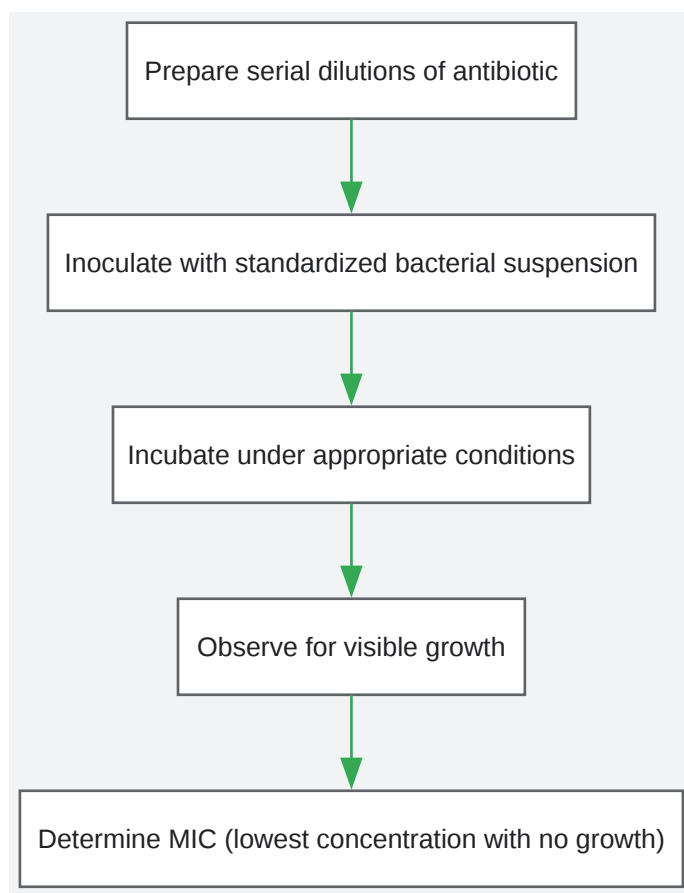 Prepare serial dilutions of antibiotic
Inoculate with standardized bacterial suspension
Incubate under appropriate conditions
Observe for visible growth
Determine MIC (lowest concentration with no growth)